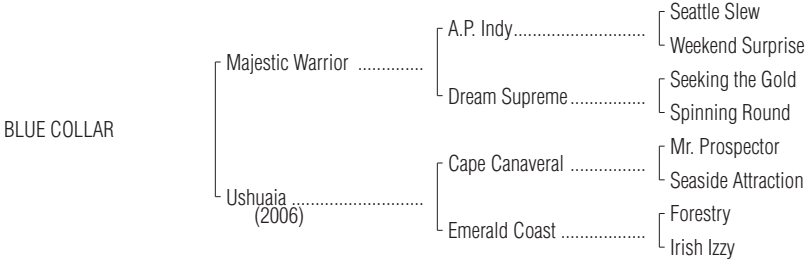 Seattle Slew
A.P. Indy..............................
Weekend Surprise
Majestic Warrior ...............
Seeking the Gold
Dream Supreme.................
Spinning Round
BLUE COLLAR
Mr. Prospector
Cape Canaveral .................
Seaside Attraction
Ushuaia ..............................
(2006)
Forestry
Emerald Coast ...................
Irish Izzy